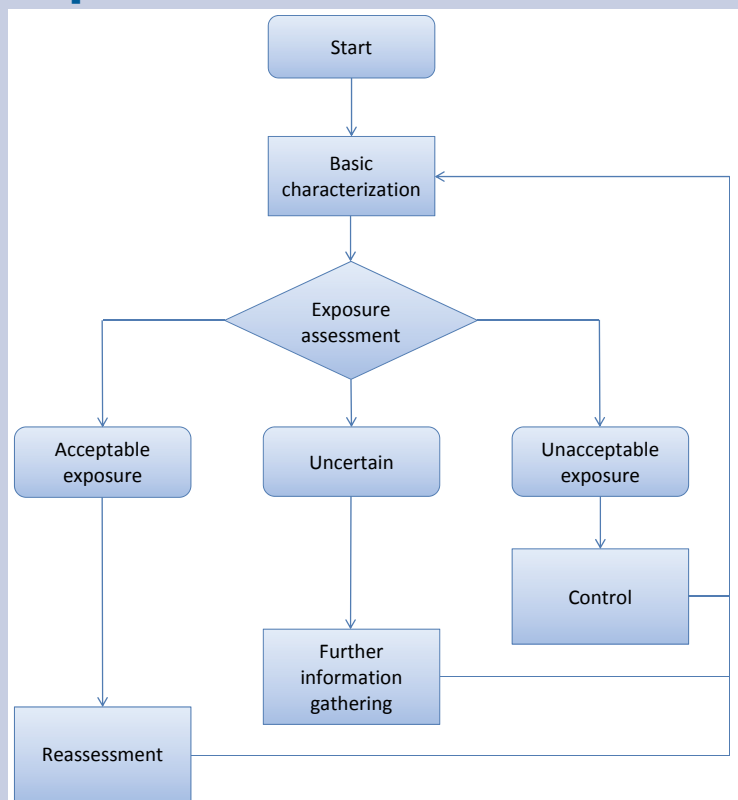 Start
Basic
characterization
Exposure
assessment
Acceptable
exposure
Uncertain
Unacceptable
exposure
Control
Further
information
gathering
Reassessment